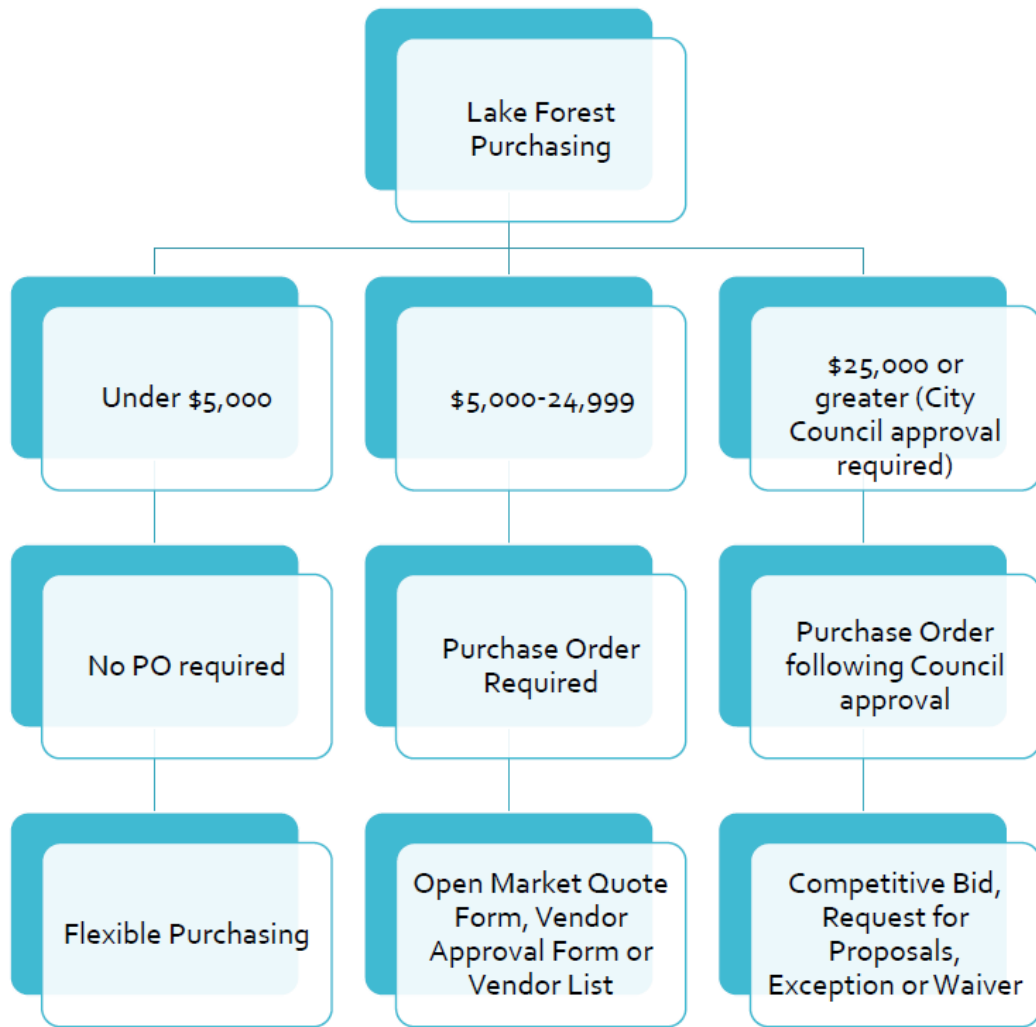 Lake Forest
Purchasing
Under $5,000
$5,000-24,999
$25,000 or
greater (City
Council approval
required)
No PO required
Purchase Order
Required
Purchase Order
following Council
approval
Flexible Purchasing
Open Market Quote
Form, Vendor
Approval Form or
Vendor List
Competitive Bid,
Request for
Proposals,
Exception or Waiver